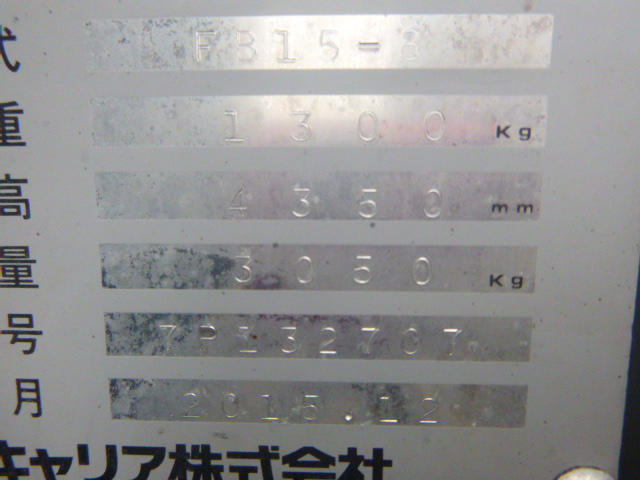 式 FB15-8
重 1300 Kg
高 4350 mm
量 3050 Kg
号 7P132707
月 2015.12
キャリア株式会社